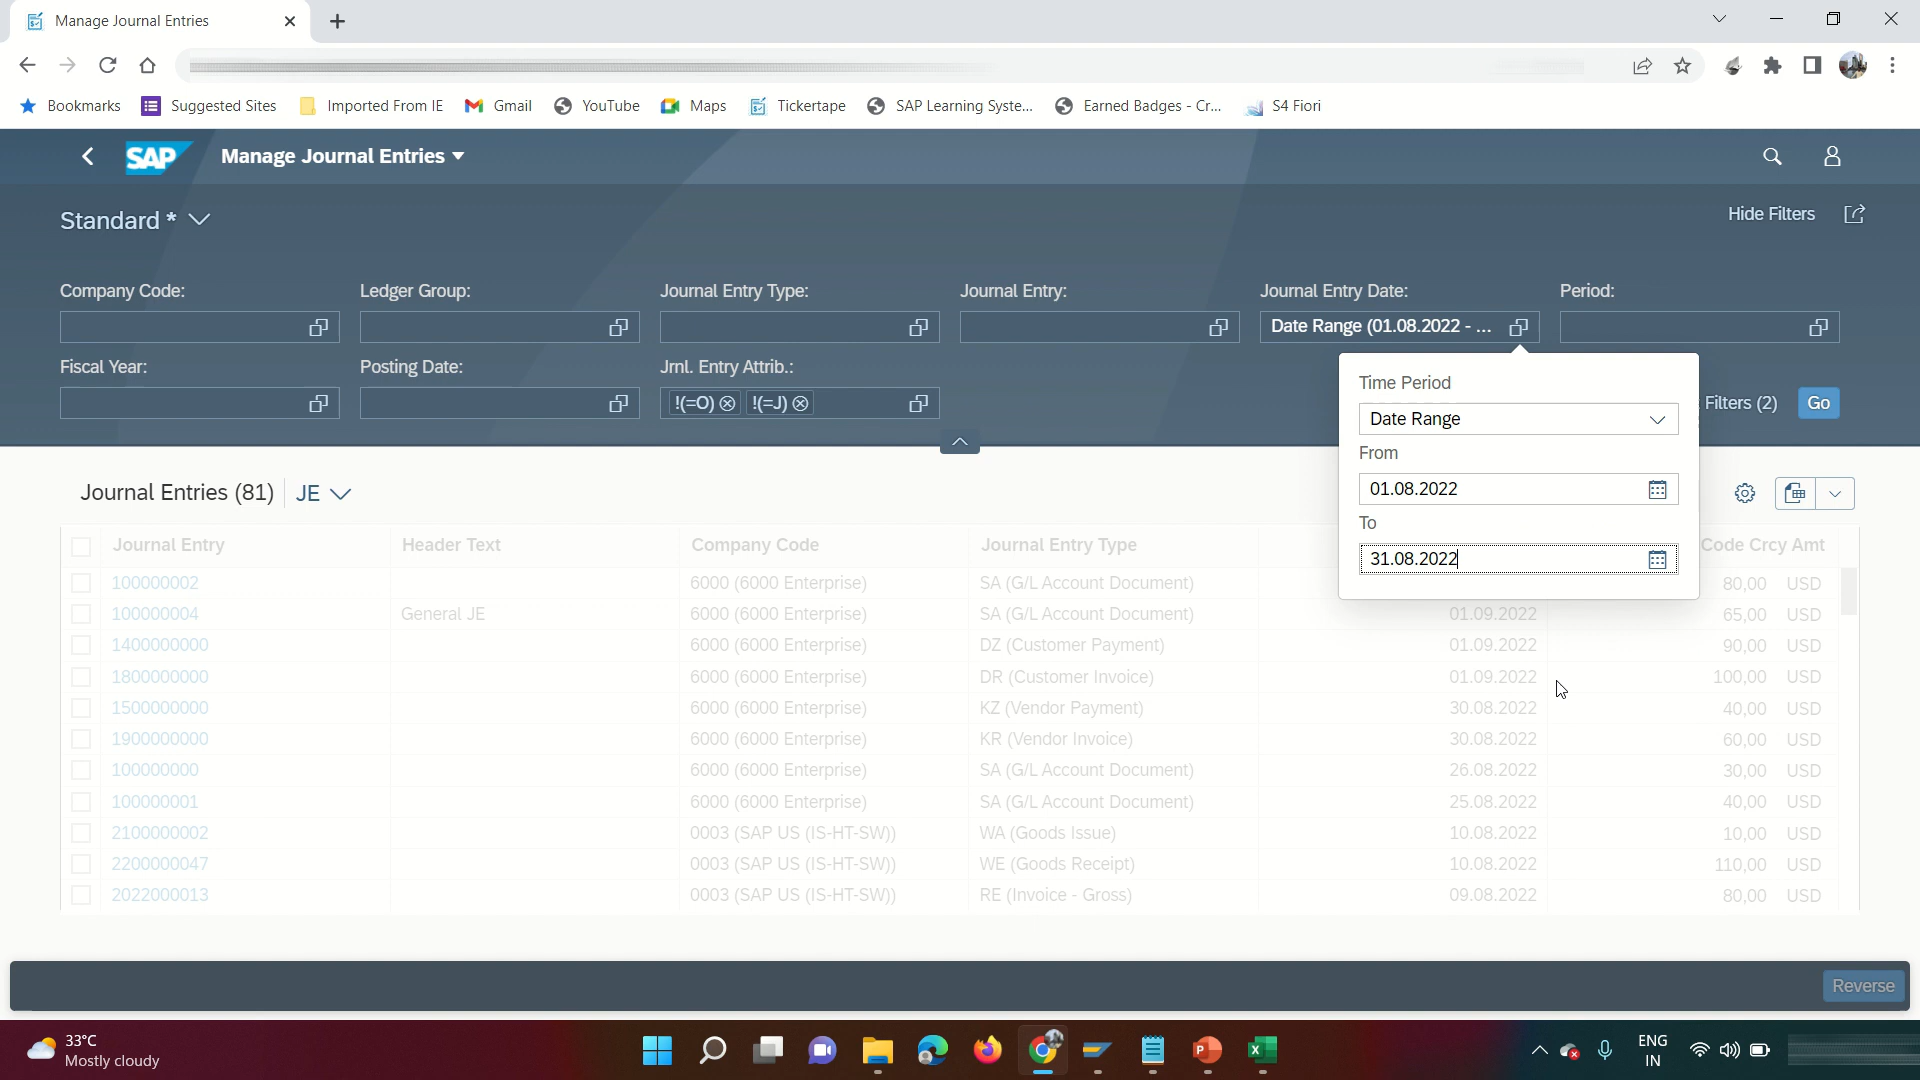 Manage Journal Entries
Bookmarks Suggested Sites Imported From IE Gmail YouTube Maps Tickertape SAP Learning Syste... Earned Badges - Cr... S4 Fiori
SAP Manage Journal Entries
Standard * Hide Filters
Company Code: Ledger Group: Journal Entry Type: Journal Entry: Journal Entry Date: Period:
Date Range (01.08.2022 - ...
Fiscal Year: Posting Date: Jrnl. Entry Attrib.:
!(=O) !(=J) Filters (2) Go
Time Period
Date Range
From
01.08.2022
To
31.08.2022
Journal Entries (81) JE
Journal Entry Header Text Company Code Journal Entry Type Code Crcy Amt
100000002 6000 (6000 Enterprise) SA (G/L Account Document) 80,00 USD
100000004 General JE 6000 (6000 Enterprise) SA (G/L Account Document) 01.09.2022 65,00 USD
1400000000 6000 (6000 Enterprise) DZ (Customer Payment) 01.09.2022 90,00 USD
1800000000 6000 (6000 Enterprise) DR (Customer Invoice) 01.09.2022 100,00 USD
1500000000 6000 (6000 Enterprise) KZ (Vendor Payment) 30.08.2022 40,00 USD
1900000000 6000 (6000 Enterprise) KR (Vendor Invoice) 30.08.2022 60,00 USD
100000000 6000 (6000 Enterprise) SA (G/L Account Document) 26.08.2022 30,00 USD
100000001 6000 (6000 Enterprise) SA (G/L Account Document) 25.08.2022 40,00 USD
2100000002 0003 (SAP US (IS-HT-SW)) WA (Goods Issue) 10.08.2022 10,00 USD
2200000047 0003 (SAP US (IS-HT-SW)) WE (Goods Receipt) 10.08.2022 110,00 USD
2022000013 0003 (SAP US (IS-HT-SW)) RE (Invoice - Gross) 09.08.2022 80,00 USD
Reverse
33°C
Mostly cloudy
ENG
IN